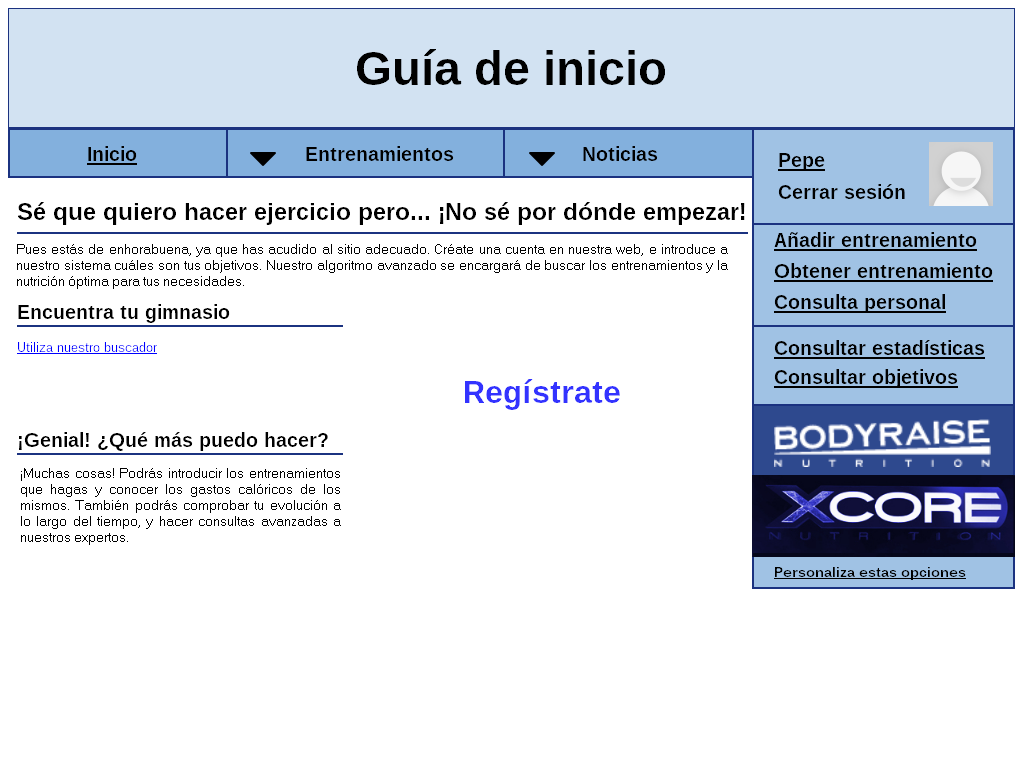 Guía de inicio
Inicio
Entrenamientos
Noticias
Pepe
Cerrar sesión
Sé que quiero hacer ejercicio pero... ¡No sé por dónde empezar!
Pues estás de enhorabuena, ya que has acudido al sitio adecuado. Créate una cuenta en nuestra web, e introduce a
nuestro sistema cuáles son tus objetivos. Nuestro algoritmo avanzado se encargará de buscar los entrenamientos y la
nutrición óptima para tus necesidades.
Encuentra tu gimnasio
Utiliza nuestro buscador
Regístrate
¡Genial! ¿Qué más puedo hacer?
¡Muchas cosas! Podrás introducir los entrenamientos
que hagas y conocer los gastos calóricos de los
mismos. También podrás comprobar tu evolución a
lo largo del tiempo, y hacer consultas avanzadas a
nuestros expertos.
Añadir entrenamiento
Obtener entrenamiento
Consulta personal
Consultar estadísticas
Consultar objetivos
BODYRAISE
NUTRITION
XCORE
NUTRITION
Personaliza estas opciones